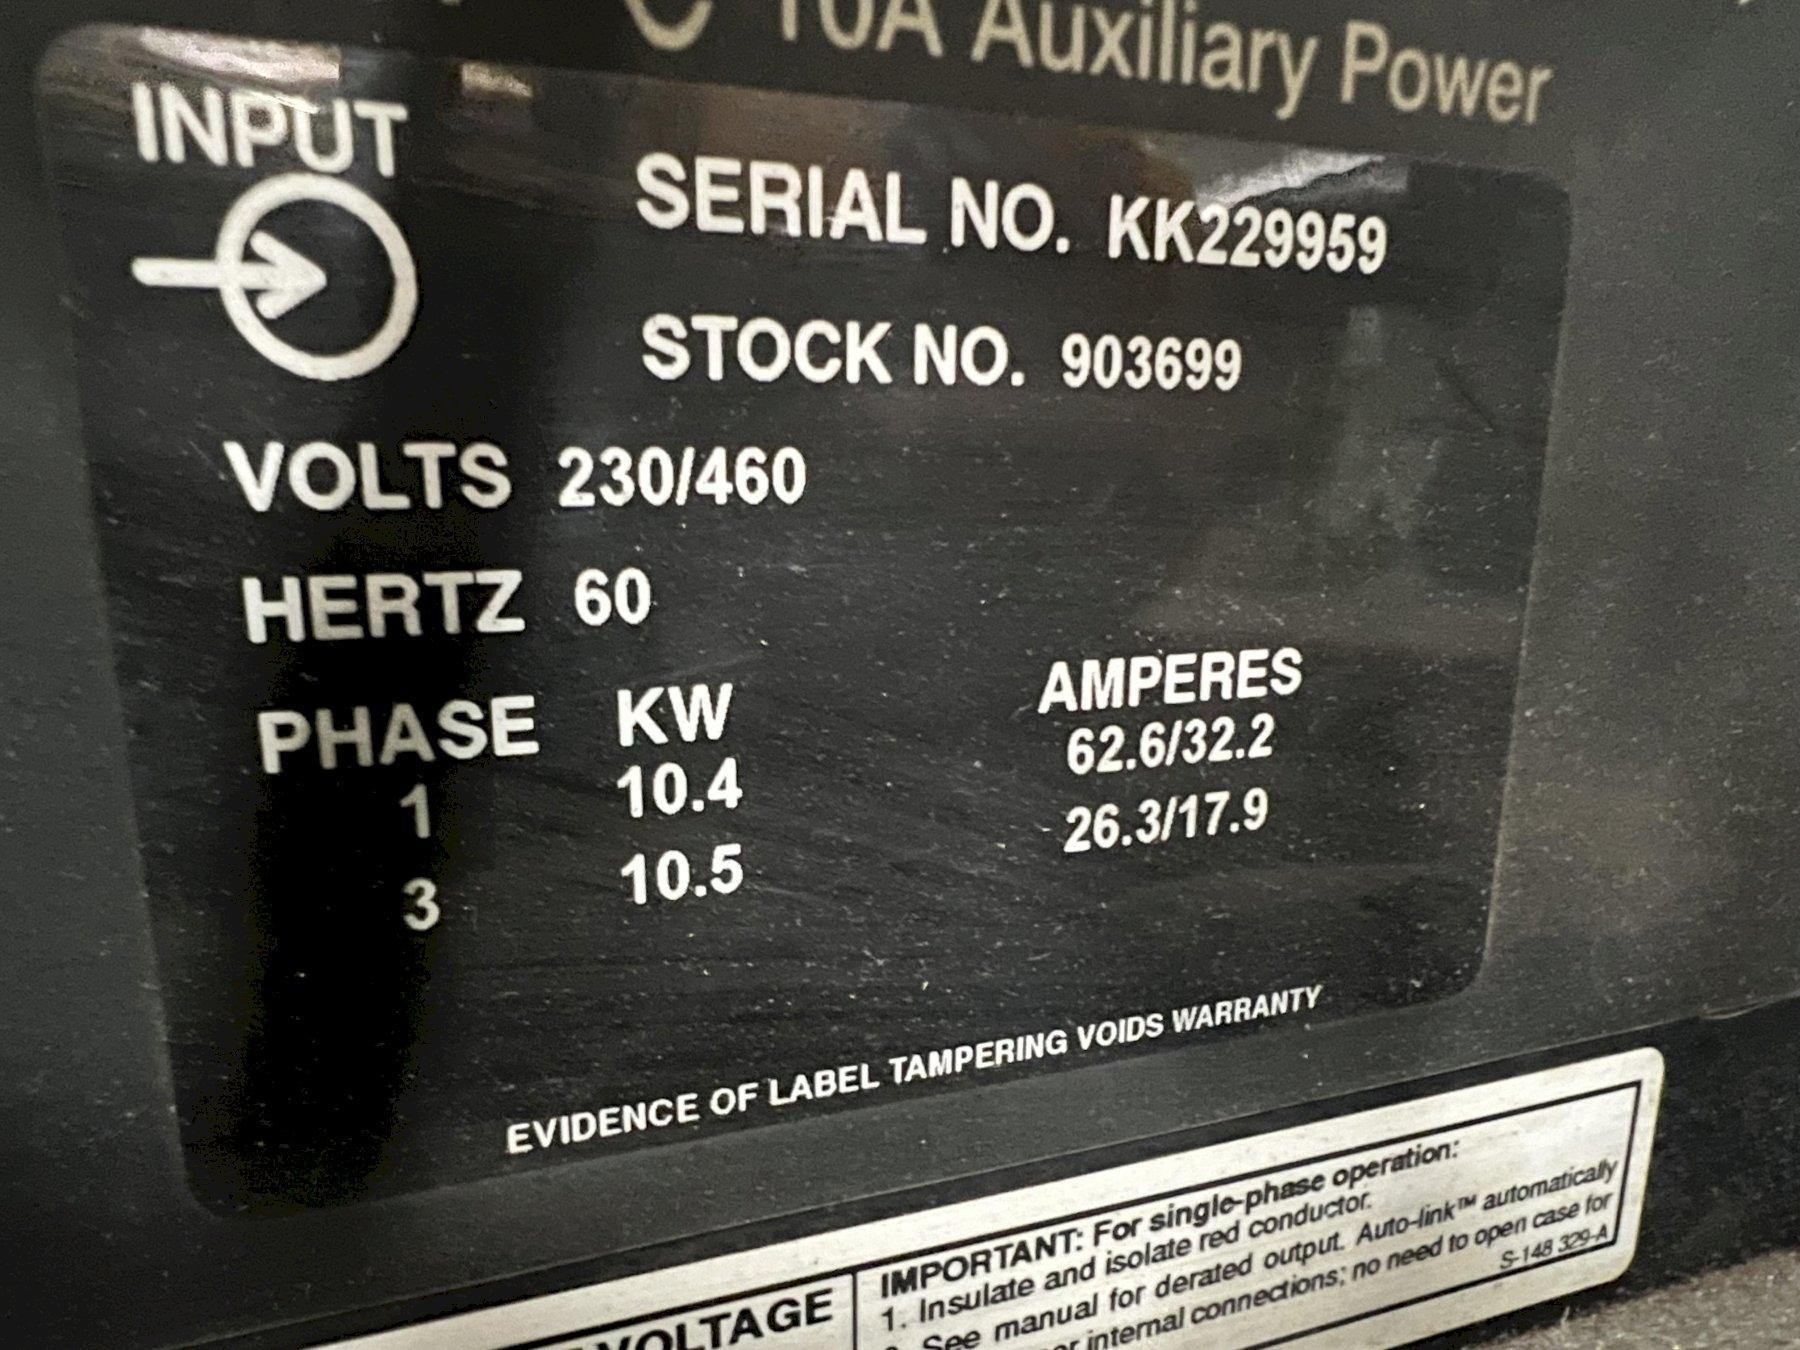 10A Auxiliary Power
INPUT
SERIAL NO. KK229959
STOCK NO. 903699
VOLTS 230/460
HERTZ 60
PHASE KW AMPERES
1 10.4 62.6/32.2
3 10.5 26.3/17.9
EVIDENCE OF LABEL TAMPERING VOIDS WARRANTY
VOLTAGE
IMPORTANT: For single-phase operation:
1. Insulate and isolate red conductor.
See manual for derated output. Auto-link™ automatically
internal connections; no need to open case for
S-148 329-A